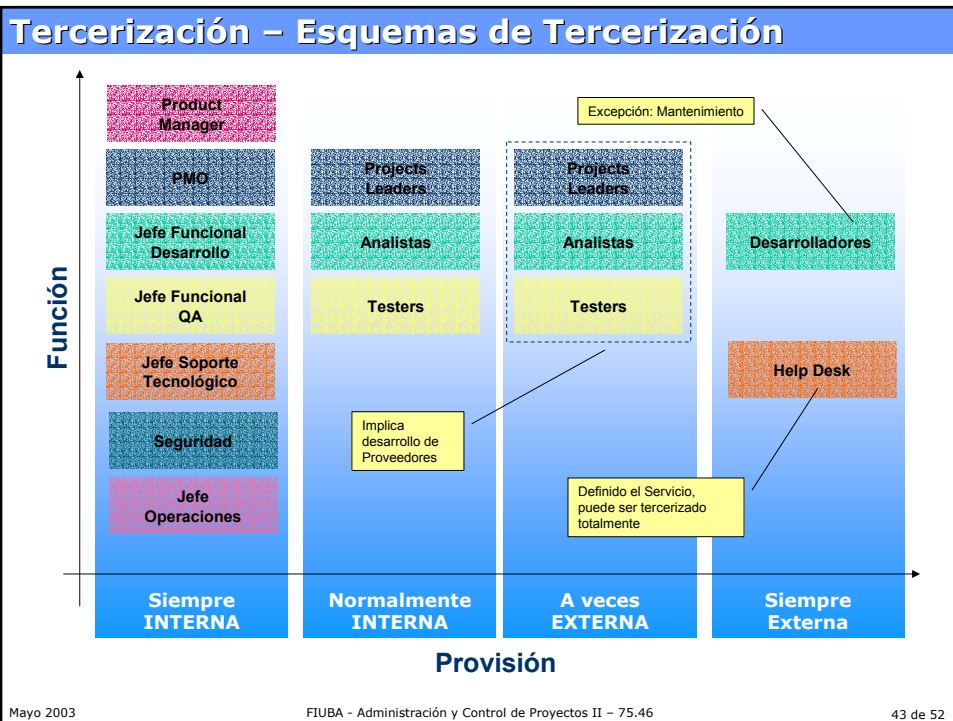 Tercerización – Esquemas de Tercerización
Función
Product
Manager
PMO
Jefe Funcional
Desarrollo
Jefe Funcional
QA
Jefe Soporte
Tecnológico
Seguridad
Jefe
Operaciones
Siempre
INTERNA
Projects
Leaders
Analistas
Testers
Normalmente
INTERNA
Projects
Leaders
Analistas
Testers
A veces
EXTERNA
Excepción: Mantenimiento
Desarrolladores
Help Desk
Siempre
Externa
Implica
desarrollo de
Proveedores
Definido el Servicio,
puede ser tercerizado
totalmente
Provisión
Mayo 2003
FIUBA - Administración y Control de Proyectos II – 75.46
43 de 52